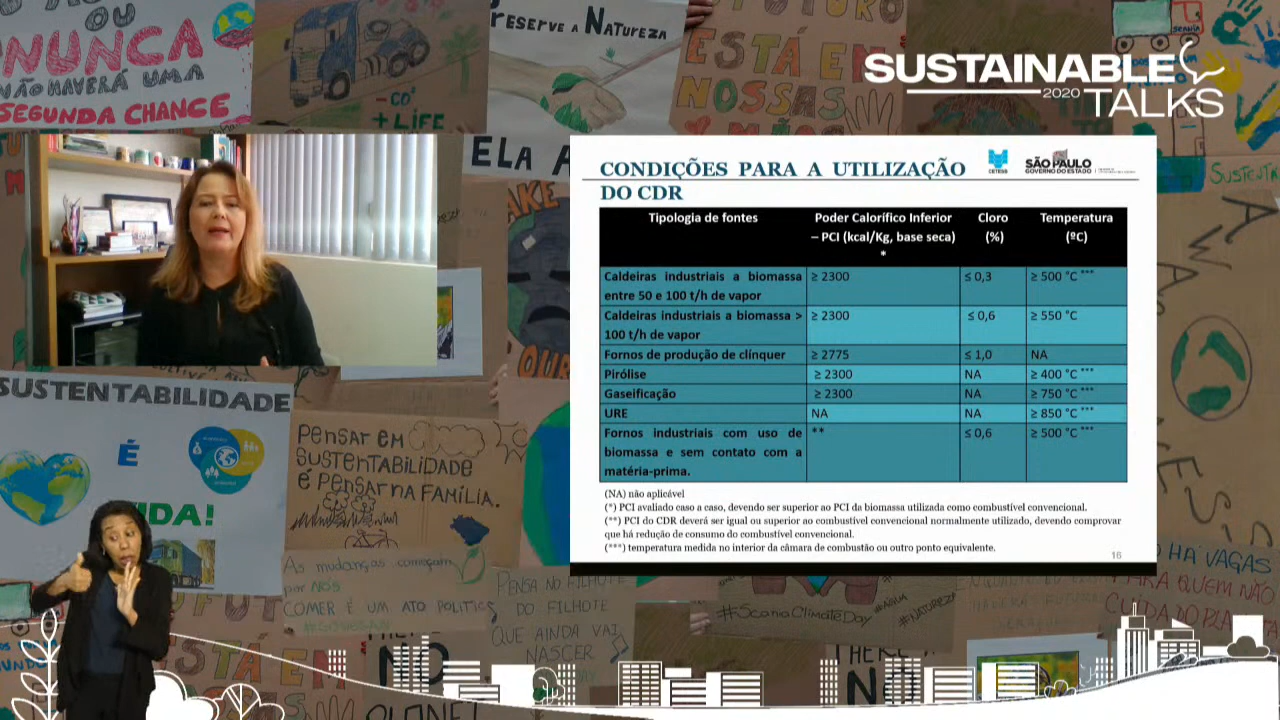 OU
NUNCA
NÃO HAVERÁ UMA
SEGUNDA CHANCE
-CO²
+LIFE
PRESERVE A NATUREZA
ESTÁ EM
NOSSAS
SUSTAINABLE
2020 TALKS
ELA A
CONDIÇÕES PARA A UTILIZAÇÃO
DO CDR
CETESB
SÃO PAULO
GOVERNO DO ESTADO
Tipologia de fontes Poder Calorífico Inferior – PCI (kcal/Kg, base seca) * Cloro (%) Temperatura (ºC)
Caldeiras industriais a biomassa entre 50 e 100 t/h de vapor ≥ 2300 ≤ 0,3 ≥ 500 °C ***
Caldeiras industriais a biomassa > 100 t/h de vapor ≥ 2300 ≤ 0,6 ≥ 550 °C
Fornos de produção de clínquer ≥ 2775 ≤ 1,0 NA
Pirólise ≥ 2300 NA ≥ 400 °C ***
Gaseificação ≥ 2300 NA ≥ 750 °C ***
URE NA NA ≥ 850 °C ***
Fornos industriais com uso de biomassa e sem contato com a matéria-prima. ** ≤ 0,6 ≥ 500 °C ***
(NA) não aplicável
(*) PCI avaliado caso a caso, devendo ser superior ao PCI da biomassa utilizada como combustível convencional.
(**) PCI do CDR deverá ser igual ou superior ao combustível convencional normalmente utilizado, devendo comprovar
que há redução de consumo do combustível convencional.
(***) temperatura medida no interior da câmara de combustão ou outro ponto equivalente.
16
SUSTENTABILIDADE
É
PENSAR EM
SUSTENTABILIDADE
É PENSAR NA FAMÍLIA.
As mudanças começam
por NÓS
COMER É UM ATO POLÍTICO
#GOVEGAN
PENSA NO FILHOTE
DO FILHOTE
QUE AINDA VAI
NASCER
#ScaniaClimateDay
#NATUREZA
HÁ VAGAS
PARA QUEM NÃO
ESTÁ EM
NO